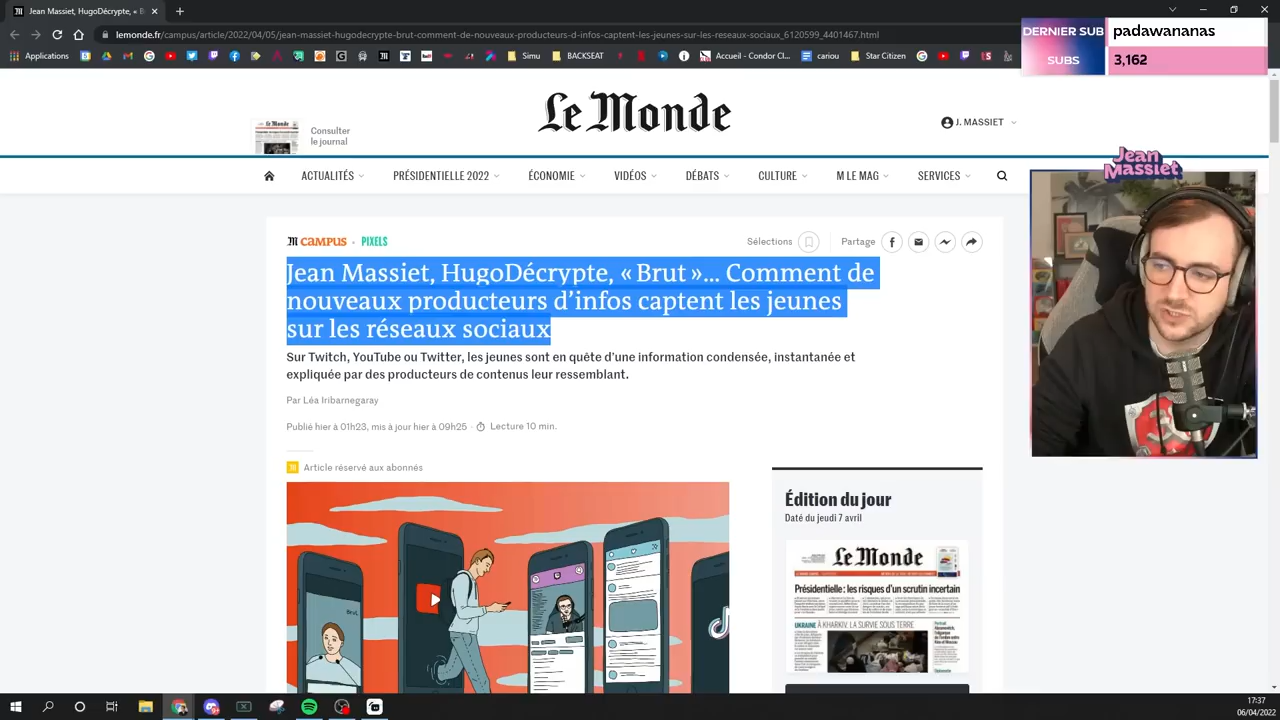 Jean Massiet, HugoDécrypte, «
lemonde.fr/campus/article/2022/04/05/jean-massiet-hugodecrypte-brut-comment-de-nouveaux-producteurs-d-infos-captent-les-jeunes-sur-les-reseaux-sociaux_6120599_4401467.html
Applications
Simu
BACKSEAT
Accueil - Condor Cl...
cariou
Star Citizen
DERNIER SUB
padawananas
SUBS
3,162
Consulter
le journal
Le Monde
J. MASSIET
ACTUALITÉS
PRÉSIDENTIELLE 2022
ÉCONOMIE
VIDÉOS
DÉBATS
CULTURE
M LE MAG
SERVICES
Jean
Massiet
M CAMPUS • PIXELS
Sélections
Partage
Jean Massiet, HugoDécrypte, « Brut »… Comment de
nouveaux producteurs d’infos captent les jeunes
sur les réseaux sociaux
Sur Twitch, YouTube ou Twitter, les jeunes sont en quête d’une information condensée, instantanée et
expliquée par des producteurs de contenus leur ressemblant.
Par Léa Iribarnegaray
Publié hier à 01h23, mis à jour hier à 09h25 · Lecture 10 min.
Article réservé aux abonnés
Brut.
Édition du jour
Daté du jeudi 7 avril
Le Monde
Présidentielle : les risques d’un scrutin incertain
UKRAINE À KHARKIV, LA SURVIE SOUS TERRE
17:37
06/04/2022